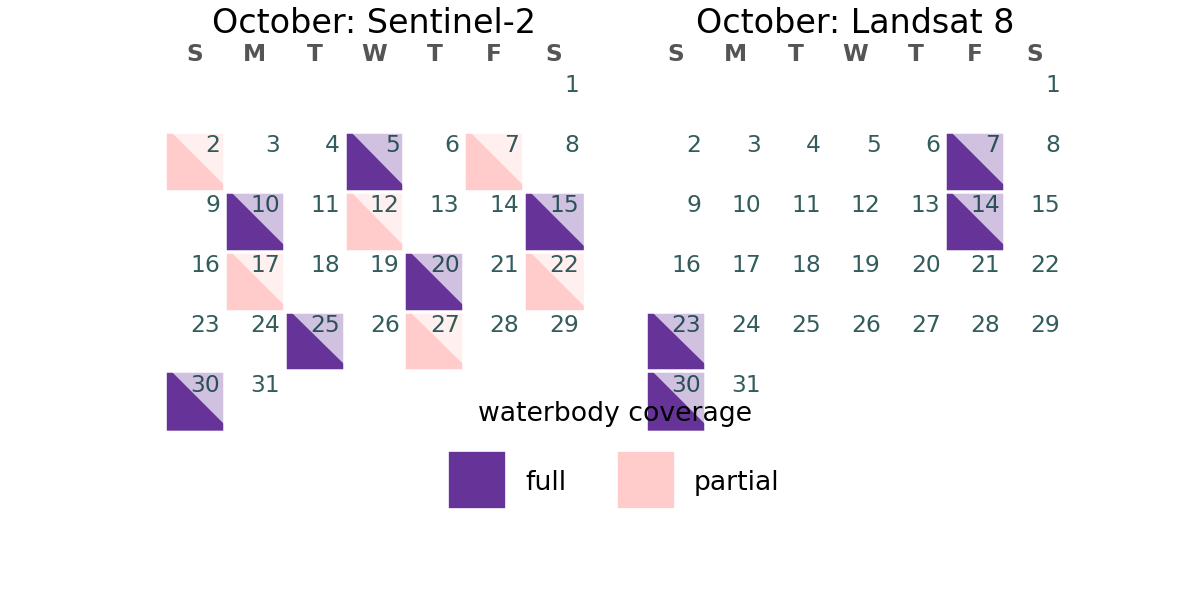 October: Sentinel-2
S M T W T F S
1
2 3 4 5 6 7 8
9 10 11 12 13 14 15
16 17 18 19 20 21 22
23 24 25 26 27 28 29
30 31
October: Landsat 8
S M T W T F S
1
2 3 4 5 6 7 8
9 10 11 12 13 14 15
16 17 18 19 20 21 22
23 24 25 26 27 28 29
30 31
waterbody coverage
full partial